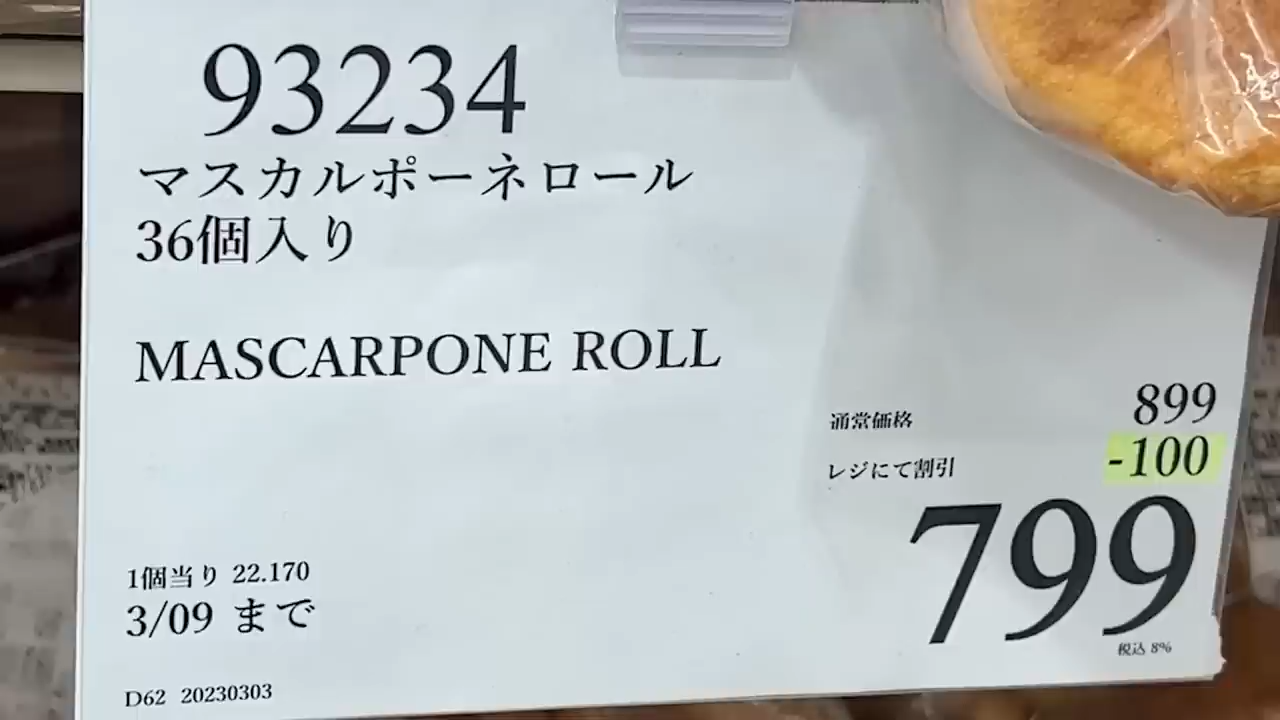 93234
マスカルポーネロール
36個入り
MASCARPONE ROLL
通常価格 899
レジにて割引 -100
799
税込 8%
1個当り 22.170
3/09 まで
D62 20230303